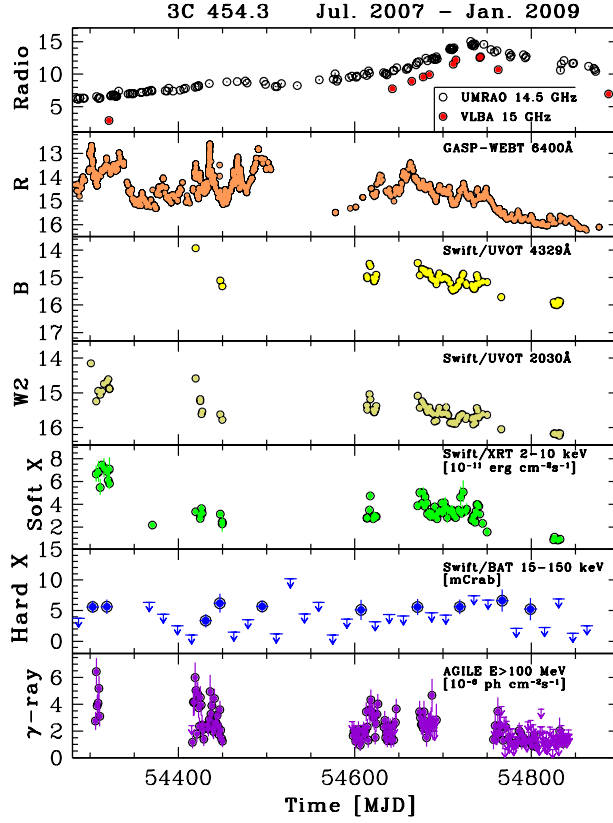 3C 454.3 Jul. 2007 - Jan. 2009
Radio
15
10
5
UMRAO 14.5 GHz
VLBA 15 GHz
R
13
14
15
16
GASP-WEBT 6400Å
B
14
15
16
17
Swift/UVOT 4329Å
W2
14
15
16
Swift/UVOT 2030Å
Soft X
8
6
4
2
Swift/XRT 2-10 keV
[10⁻¹¹ erg cm⁻²s⁻¹]
Hard X
15
10
5
0
Swift/BAT 15-150 keV
[mCrab]
γ-ray
6
4
2
0
AGILE E>100 MeV
[10⁻⁶ ph cm⁻²s⁻¹]
54400 54600 54800
Time [MJD]